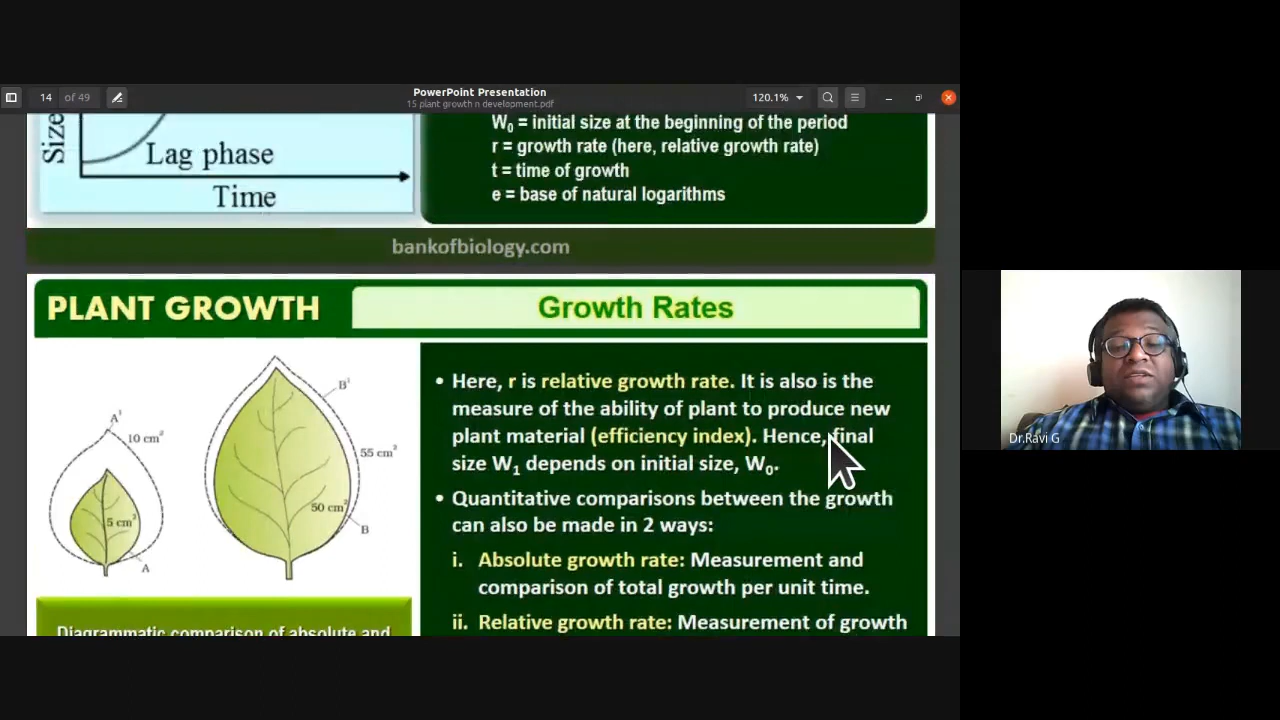 14 of 49
PowerPoint Presentation
15 plant growth n development.pdf
120.1%
Size
Lag phase
Time
W₀ = initial size at the beginning of the period
r = growth rate (here, relative growth rate)
t = time of growth
e = base of natural logarithms
bankofbiology.com
PLANT GROWTH
Growth Rates
A¹
10 cm²
5 cm²
A
B¹
55 cm²
50 cm²
B
Diagrammatic comparison of absolute and
• Here, r is relative growth rate. It is also is the
measure of the ability of plant to produce new
plant material (efficiency index). Hence, final
size W₁ depends on initial size, W₀.
• Quantitative comparisons between the growth
can also be made in 2 ways:
i. Absolute growth rate: Measurement and
comparison of total growth per unit time.
ii. Relative growth rate: Measurement of growth
Dr.Ravi G